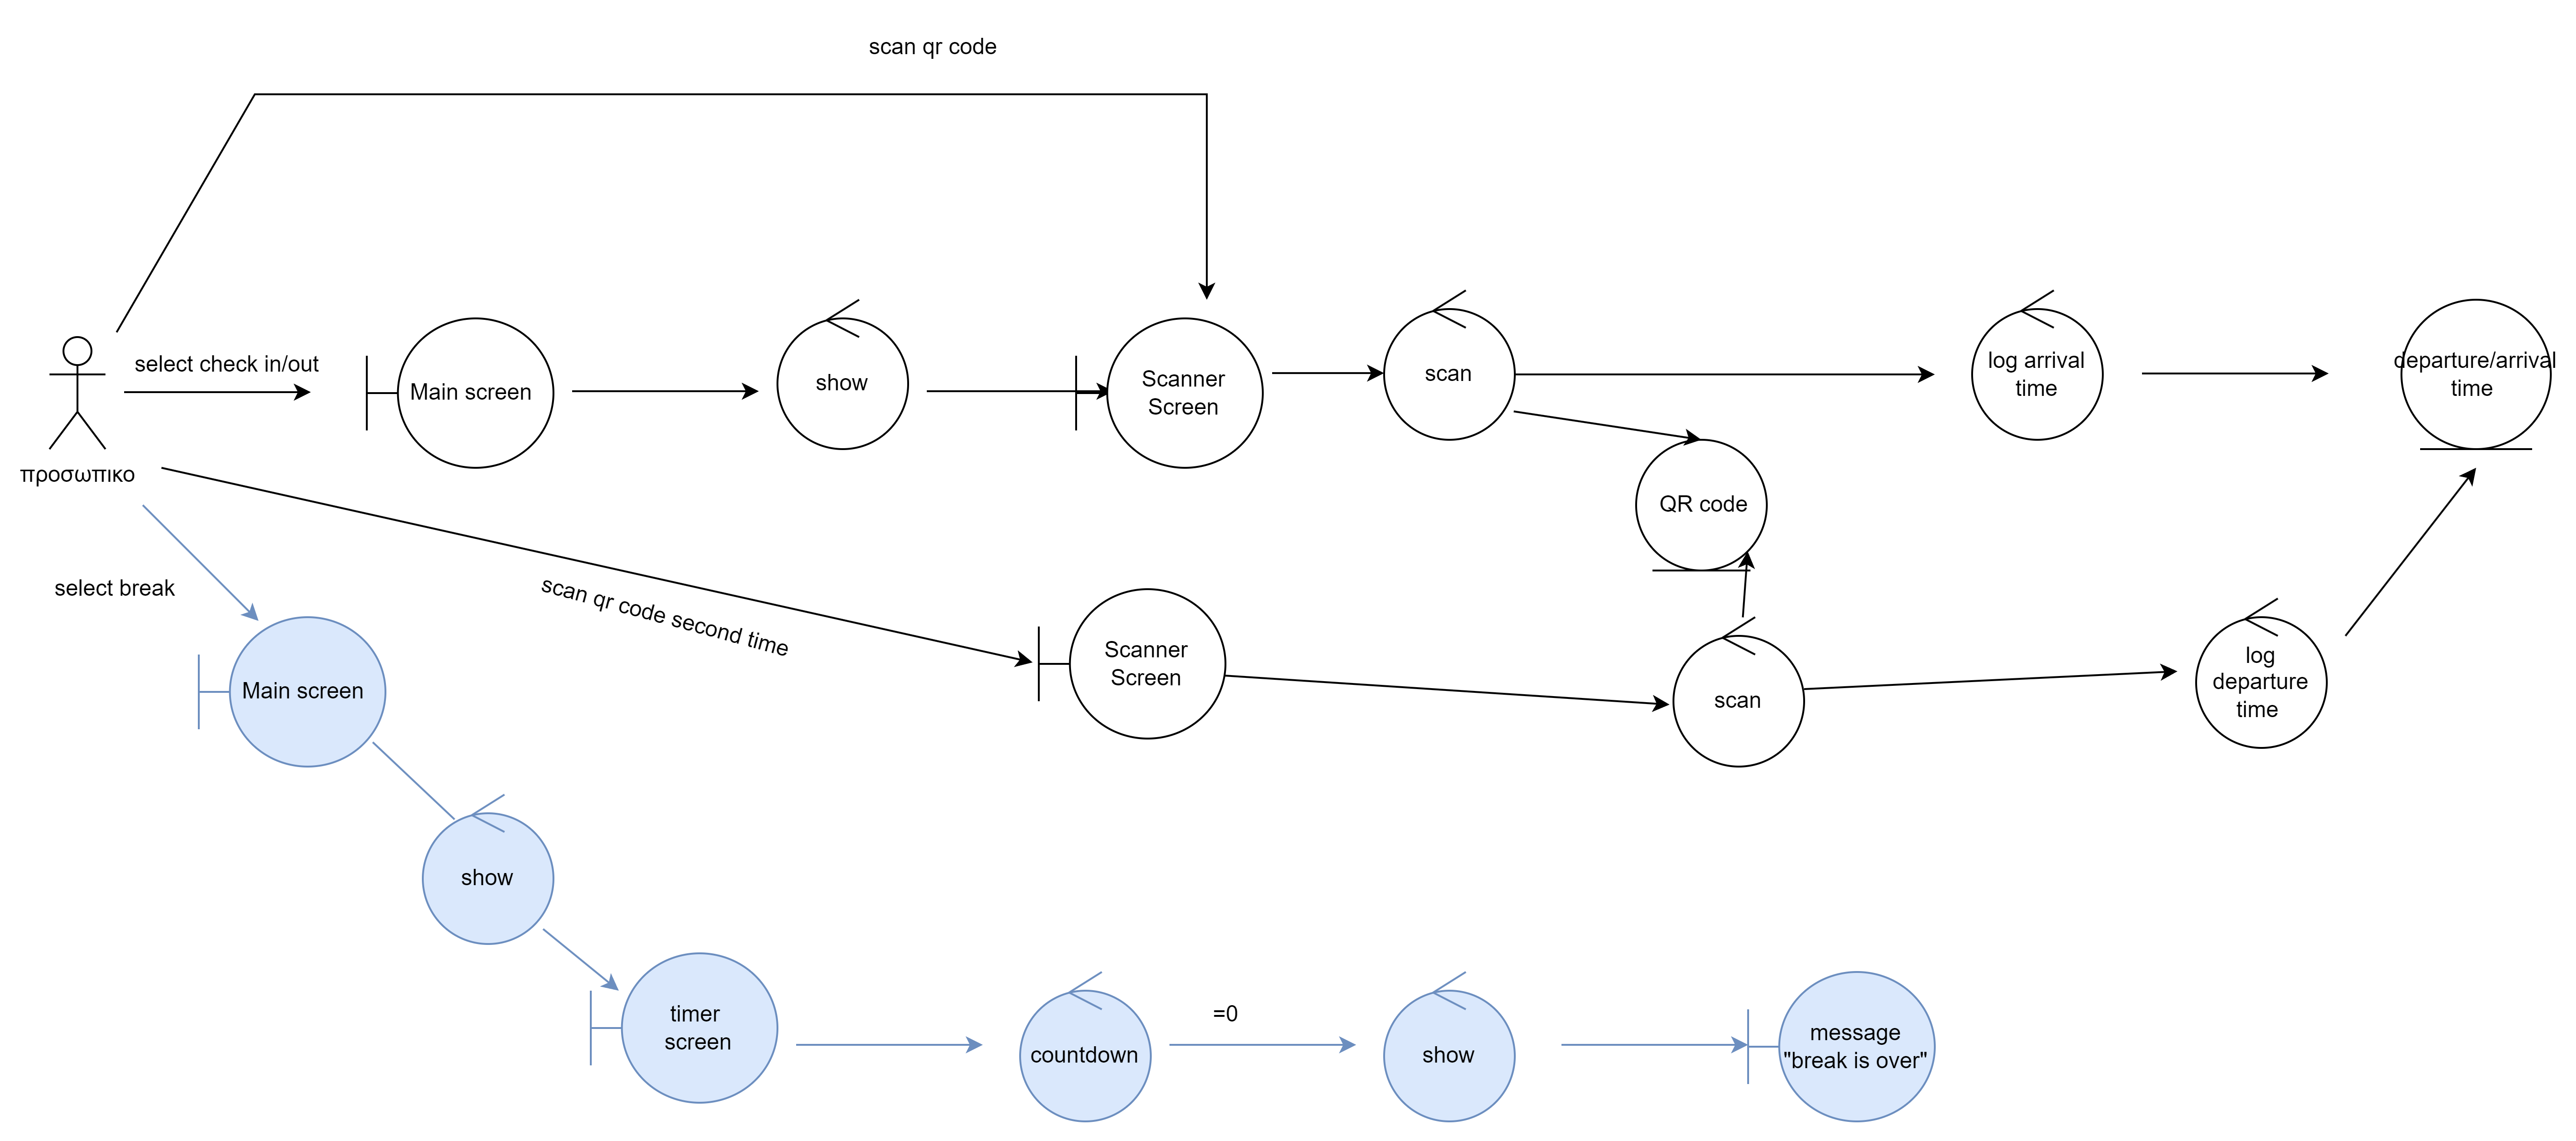 scan qr code
select check in/out
Main screen
show
Scanner
Screen
scan
log arrival
time
departure/arrival
time
προσωπικο
QR code
select break
scan qr code second time
Scanner
Screen
scan
log
departure
time
Main screen
show
timer
screen
countdown
=0
show
message
"break is over"